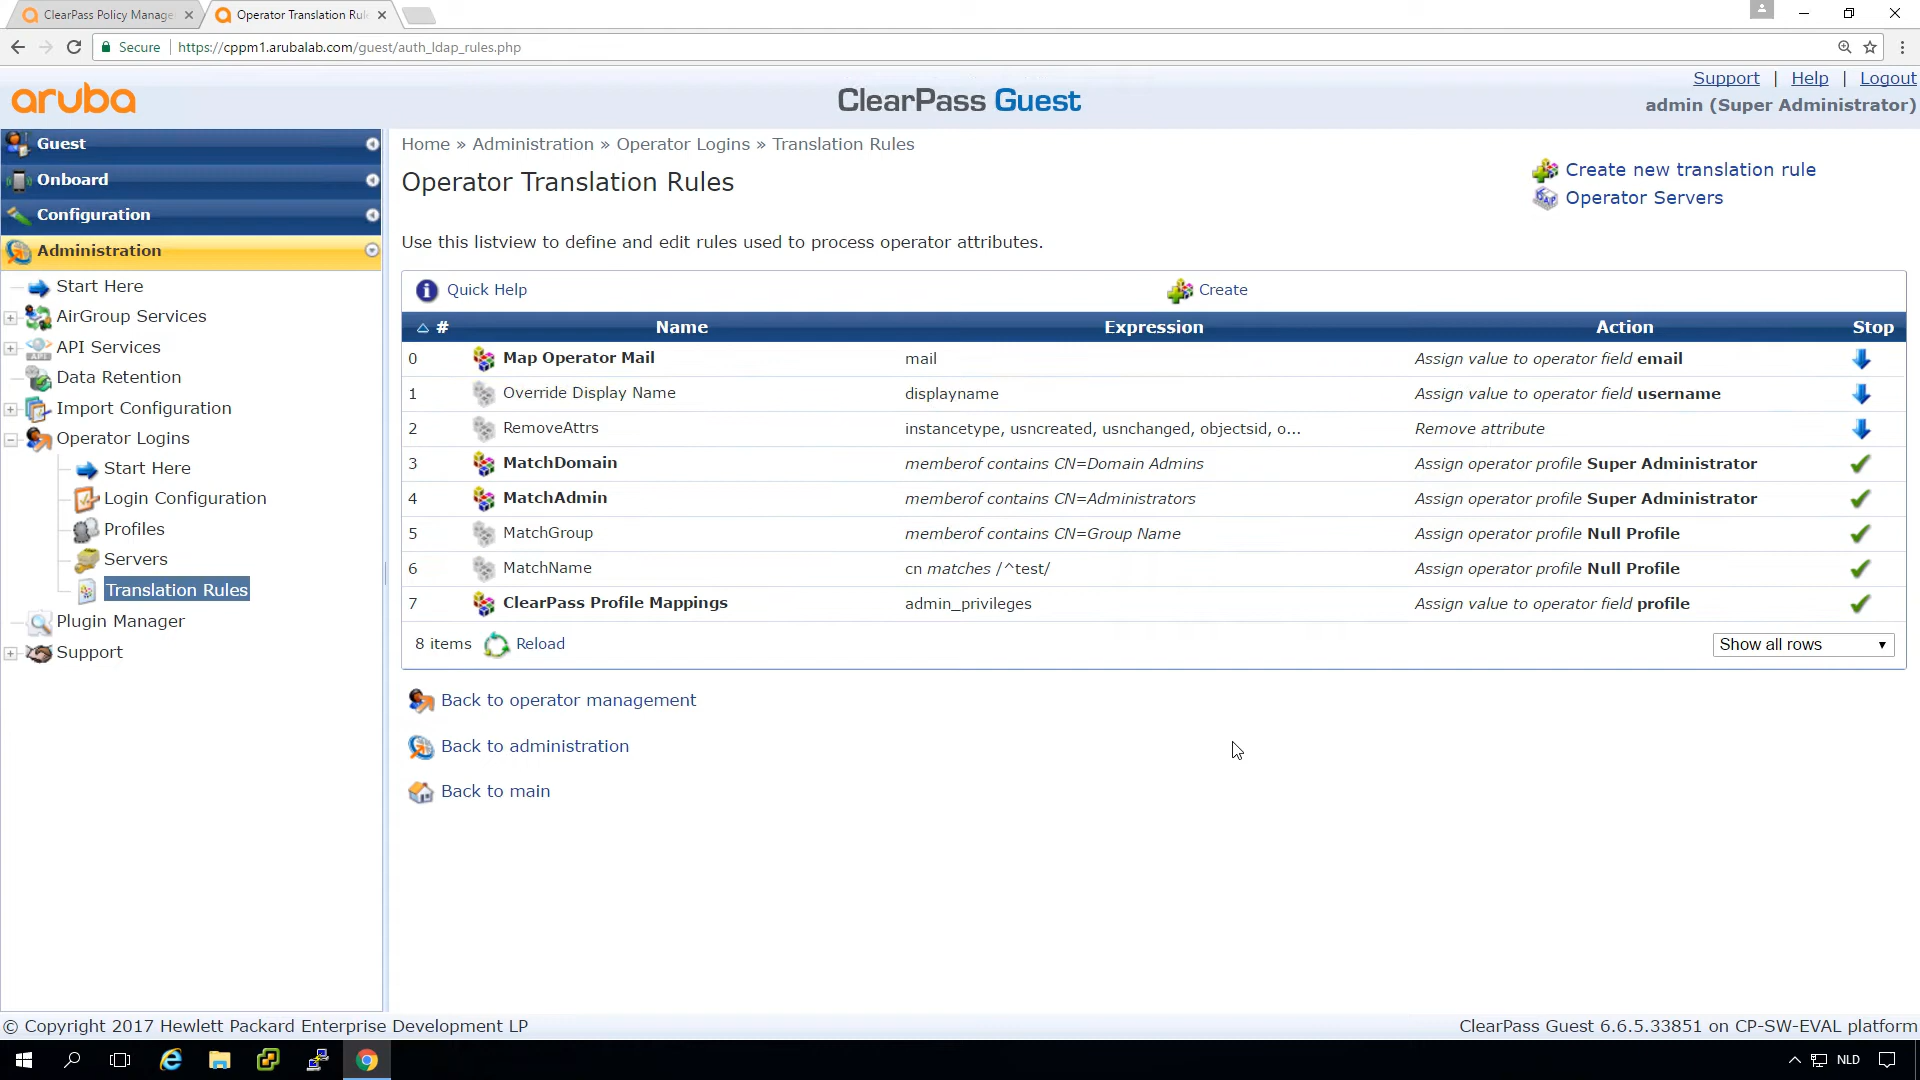 ClearPass Policy Manage
Operator Translation Rul
Secure
https://cppm1.arubalab.com/guest/auth_ldap_rules.php
aruba
ClearPass Guest
Support | Help | Logout
admin (Super Administrator)
Guest
Onboard
Configuration
Administration
Start Here
AirGroup Services
API Services
Data Retention
Import Configuration
Operator Logins
Start Here
Login Configuration
Profiles
Servers
Translation Rules
Plugin Manager
Support
Home » Administration » Operator Logins » Translation Rules
Operator Translation Rules
Create new translation rule
Operator Servers
Use this listview to define and edit rules used to process operator attributes.
Quick Help
Create
# Name Expression Action Stop
0 Map Operator Mail mail Assign value to operator field email
1 Override Display Name displayname Assign value to operator field username
2 RemoveAttrs instancetype, usncreated, usnchanged, objectsid, o... Remove attribute
3 MatchDomain memberof contains CN=Domain Admins Assign operator profile Super Administrator
4 MatchAdmin memberof contains CN=Administrators Assign operator profile Super Administrator
5 MatchGroup memberof contains CN=Group Name Assign operator profile Null Profile
6 MatchName cn matches /^test/ Assign operator profile Null Profile
7 ClearPass Profile Mappings admin_privileges Assign value to operator field profile
8 items Reload
Show all rows
Back to operator management
Back to administration
Back to main
© Copyright 2017 Hewlett Packard Enterprise Development LP
ClearPass Guest 6.6.5.33851 on CP-SW-EVAL platform
NLD